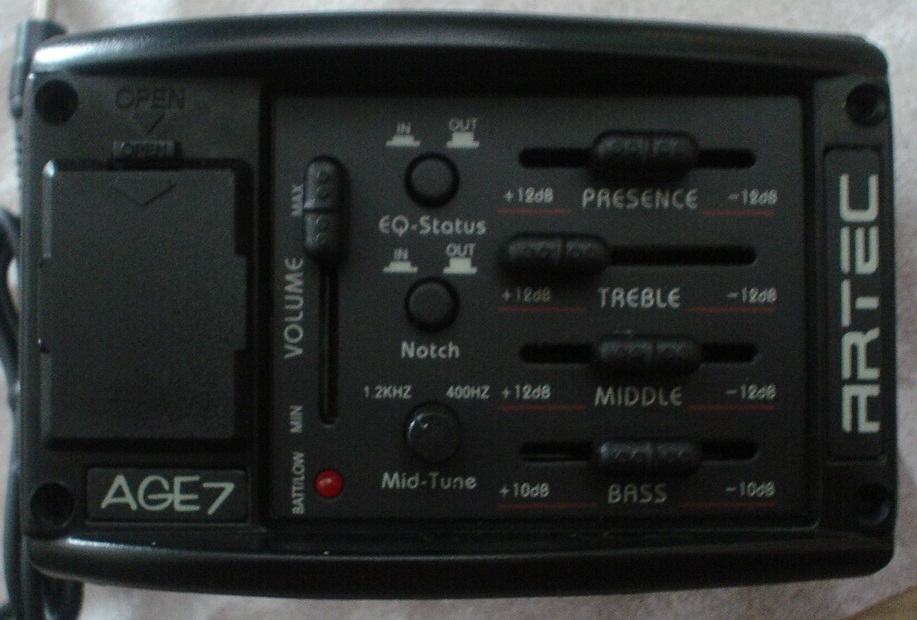 OPEN
OPEN
AGE7
MAX
VOLUME
MIN
BATT/LOW
IN OUT
EQ-Status
IN OUT
Notch
1.2KHZ 400HZ
Mid-Tune
+12dB PRESENCE -12dB
+12dB TREBLE -12dB
+12dB MIDDLE -12dB
+10dB BASS -10dB
ARTEC